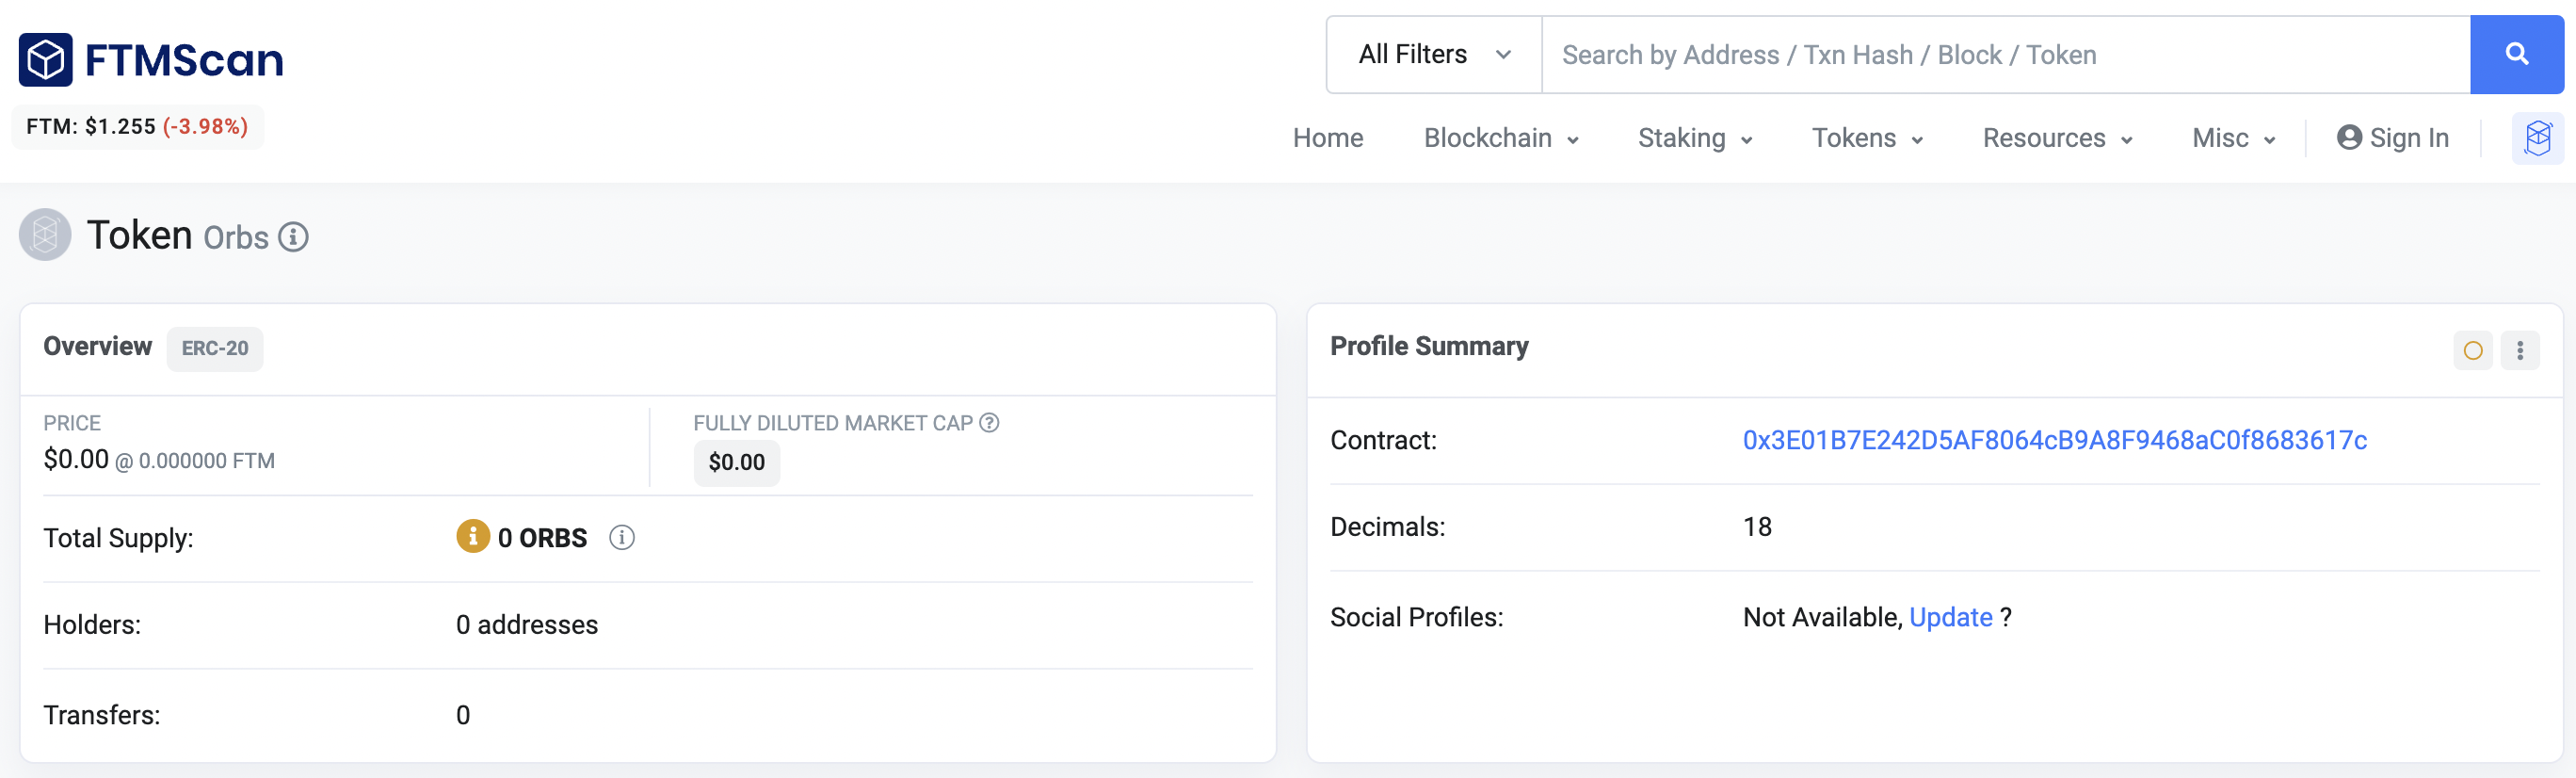 FTMScan
All Filters
Search by Address / Txn Hash / Block / Token
FTM: $1.255 (-3.98%)
Home
Blockchain
Staking
Tokens
Resources
Misc
Sign In
Token Orbs
Overview ERC-20
PRICE
$0.00 @ 0.000000 FTM
FULLY DILUTED MARKET CAP
$0.00
Total Supply: 0 ORBS
Holders: 0 addresses
Transfers: 0
Profile Summary
Contract: 0x3E01B7E242D5AF8064cB9A8F9468aC0f8683617c
Decimals: 18
Social Profiles: Not Available, Update ?